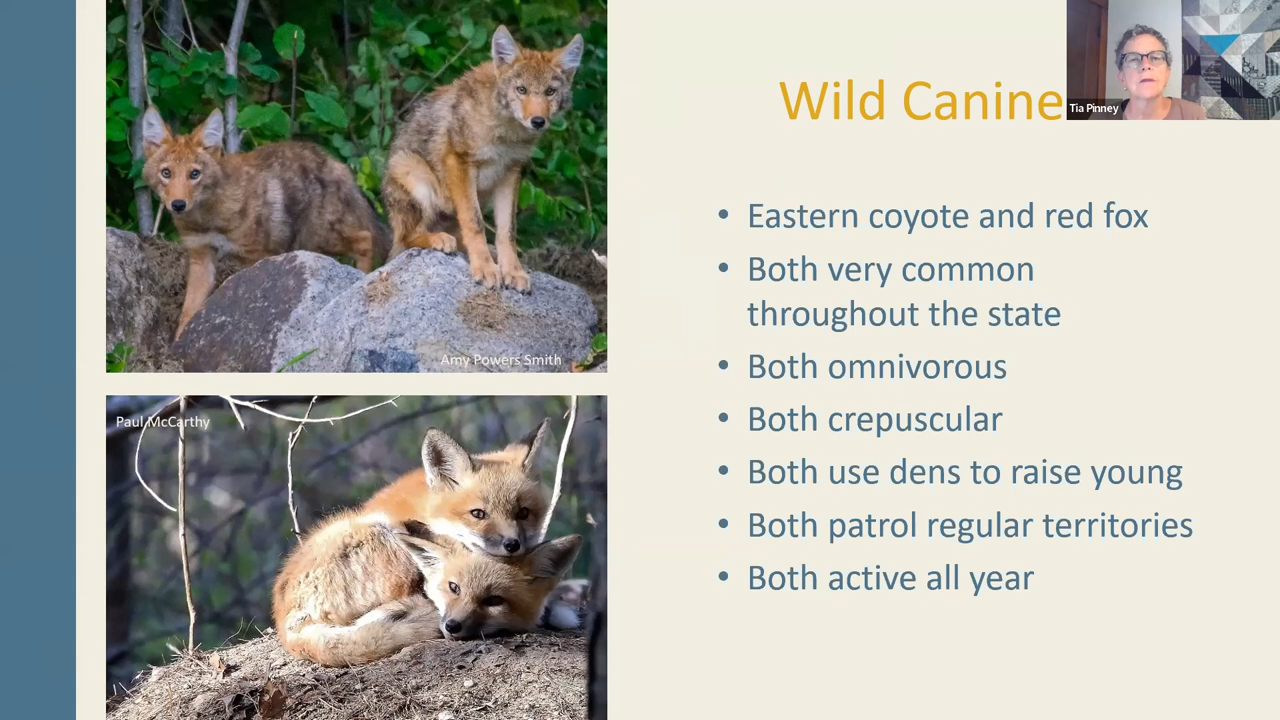 Wild Canine
Tia Pinney
• Eastern coyote and red fox
• Both very common
throughout the state
• Both omnivorous
• Both crepuscular
• Both use dens to raise young
• Both patrol regular territories
• Both active all year
Amy Powers Smith
Paul McCarthy